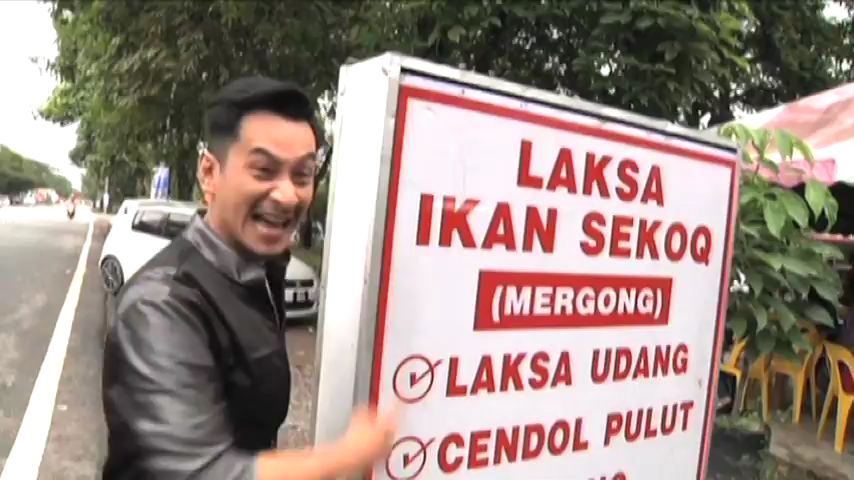 LAKSA
IKAN SEKOQ
(MERGONG)
LAKSA UDANG
CENDOL PULUT